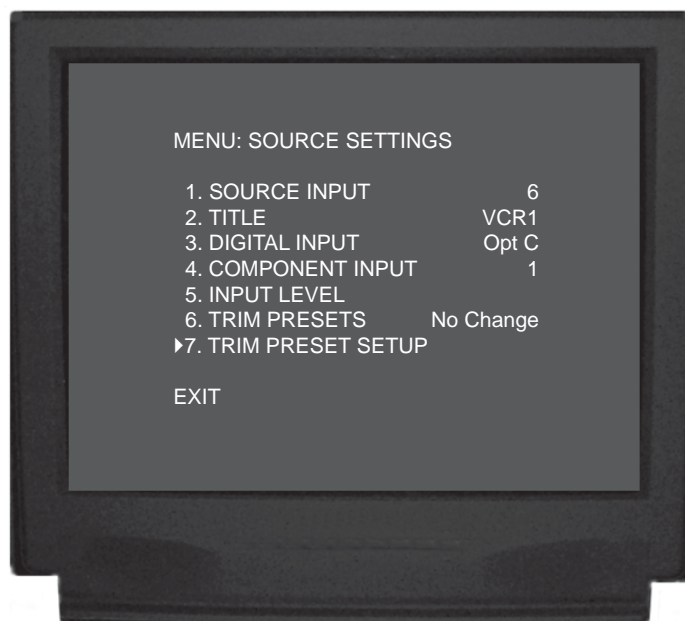 MENU: SOURCE SETTINGS
1. SOURCE INPUT 6
2. TITLE VCR1
3. DIGITAL INPUT Opt C
4. COMPONENT INPUT 1
5. INPUT LEVEL
6. TRIM PRESETS No Change
7. TRIM PRESET SETUP
EXIT